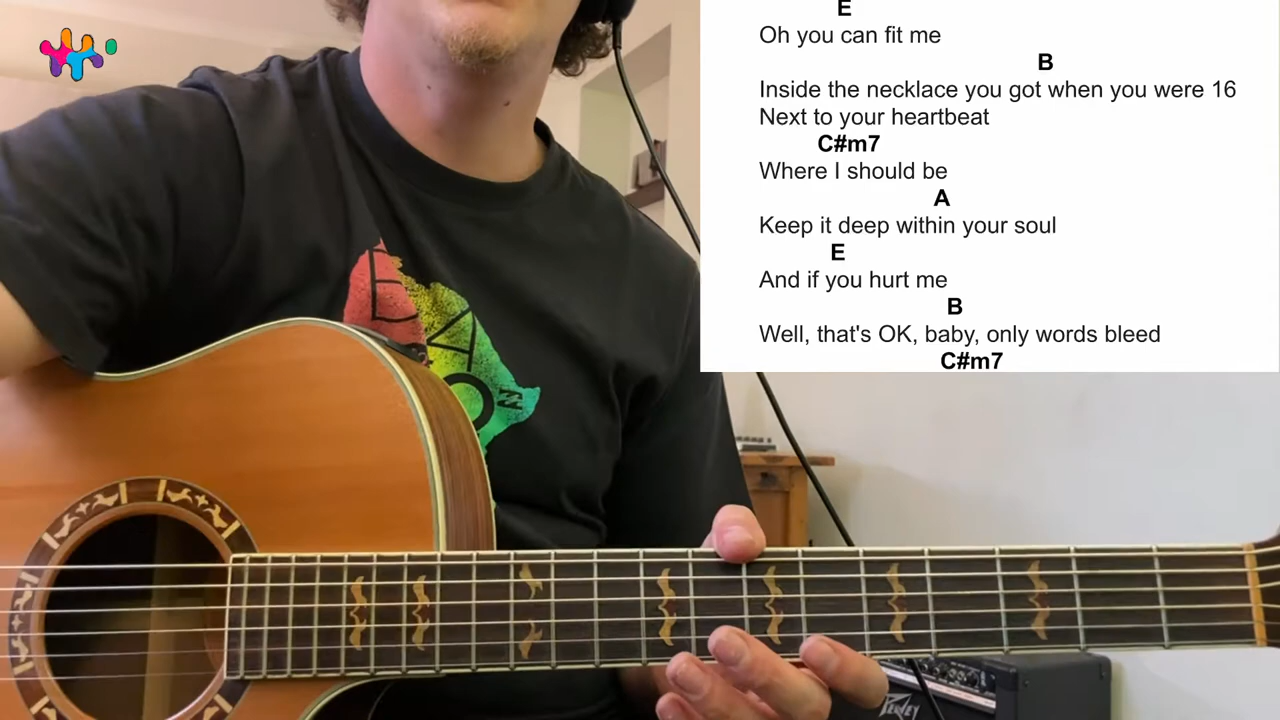 E
Oh you can fit me
B
Inside the necklace you got when you were 16
Next to your heartbeat
C#m7
Where I should be
A
Keep it deep within your soul
E
And if you hurt me
B
Well, that's OK, baby, only words bleed
C#m7
PEAVEY